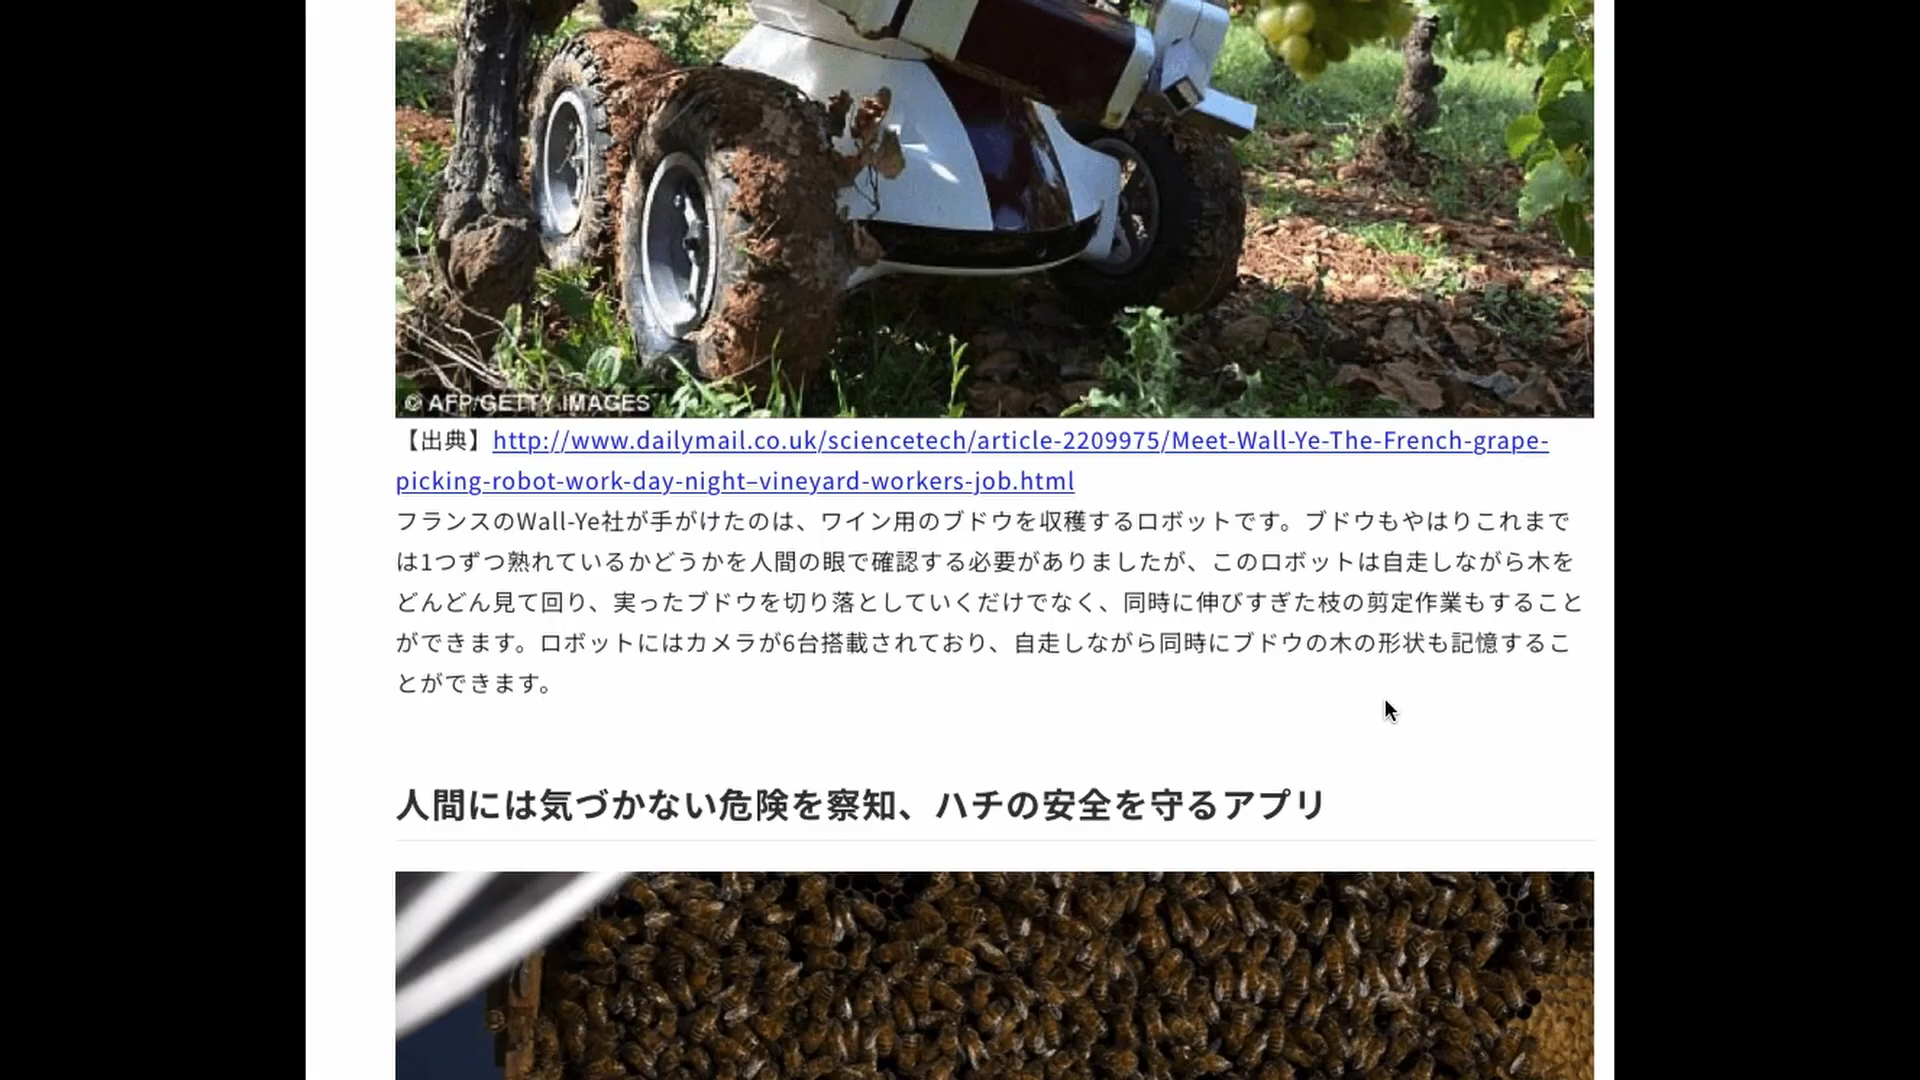 © AFP/GETTY IMAGES
【出典】http://www.dailymail.co.uk/sciencetech/article-2209975/Meet-Wall-Ye-The-French-grape-
picking-robot-work-day-night–vineyard-workers-job.html
フランスのWall-Ye社が手がけたのは、ワイン用のブドウを収穫するロボットです。ブドウもやはりこれまで
は1つずつ熟れているかどうかを人間の眼で確認する必要がありましたが、このロボットは自走しながら木を
どんどん見て回り、実ったブドウを切り落としていくだけでなく、同時に伸びすぎた枝の剪定作業もすること
ができます。ロボットにはカメラが6台搭載されており、自走しながら同時にブドウの木の形状も記憶するこ
とができます。
人間には気づかない危険を察知、ハチの安全を守るアプリ